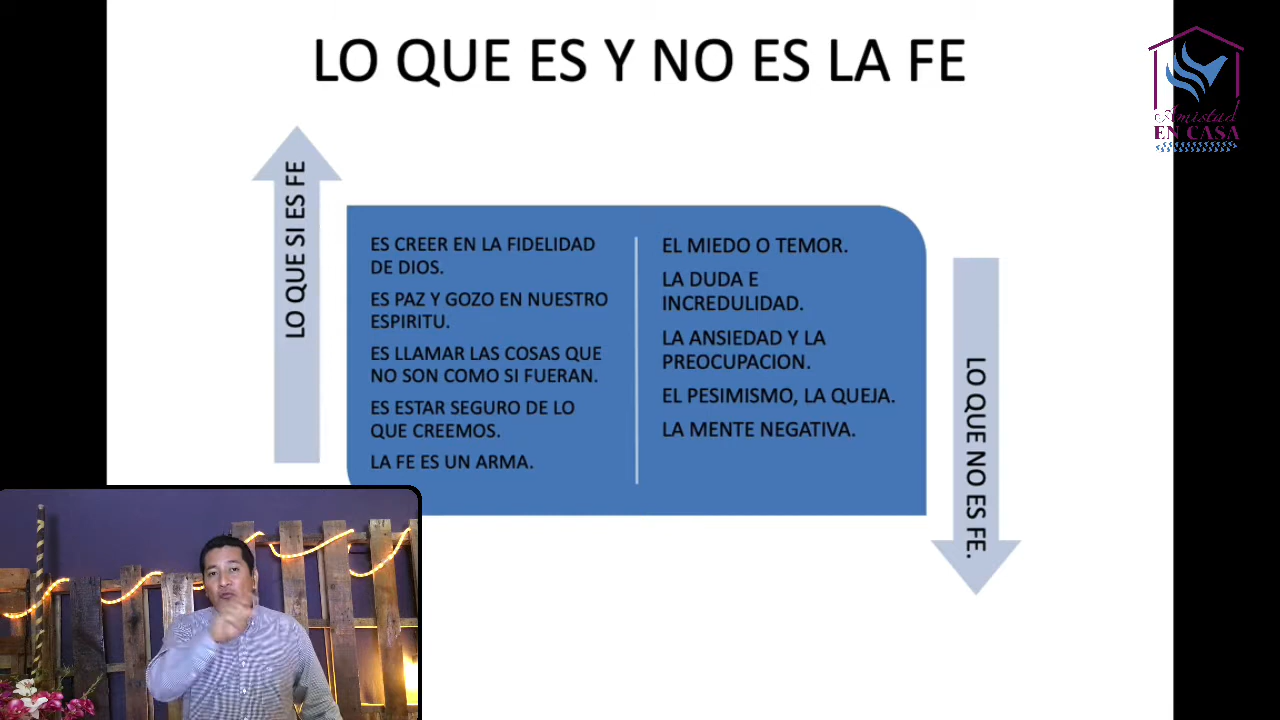 LO QUE ES Y NO ES LA FE
Amistad
EN CASA
LO QUE SI ES FE
ES CREER EN LA FIDELIDAD
DE DIOS.
ES PAZ Y GOZO EN NUESTRO
ESPIRITU.
ES LLAMAR LAS COSAS QUE
NO SON COMO SI FUERAN.
ES ESTAR SEGURO DE LO
QUE CREEMOS.
LA FE ES UN ARMA.
EL MIEDO O TEMOR.
LA DUDA E
INCREDULIDAD.
LA ANSIEDAD Y LA
PREOCUPACION.
EL PESIMISMO, LA QUEJA.
LA MENTE NEGATIVA.
LO QUE NO ES FE.